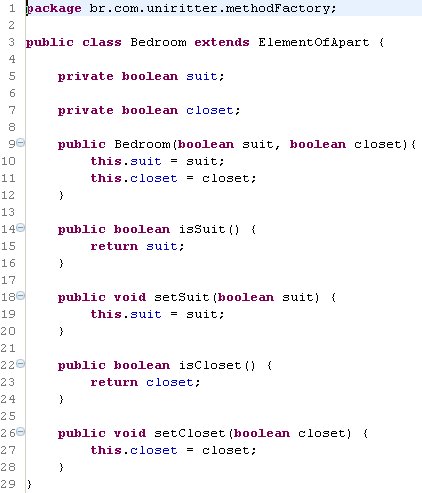 1 package br.com.uniritter.methodFactory;
2
3 public class Bedroom extends ElementOfApart {
4
5     private boolean suit;
6
7     private boolean closet;
8
9     public Bedroom(boolean suit, boolean closet){
10         this.suit = suit;
11         this.closet = closet;
12     }
13
14     public boolean isSuit() {
15         return suit;
16     }
17
18     public void setSuit(boolean suit) {
19         this.suit = suit;
20     }
21
22     public boolean isCloset() {
23         return closet;
24     }
25
26     public void setCloset(boolean closet) {
27         this.closet = closet;
28     }
29 }